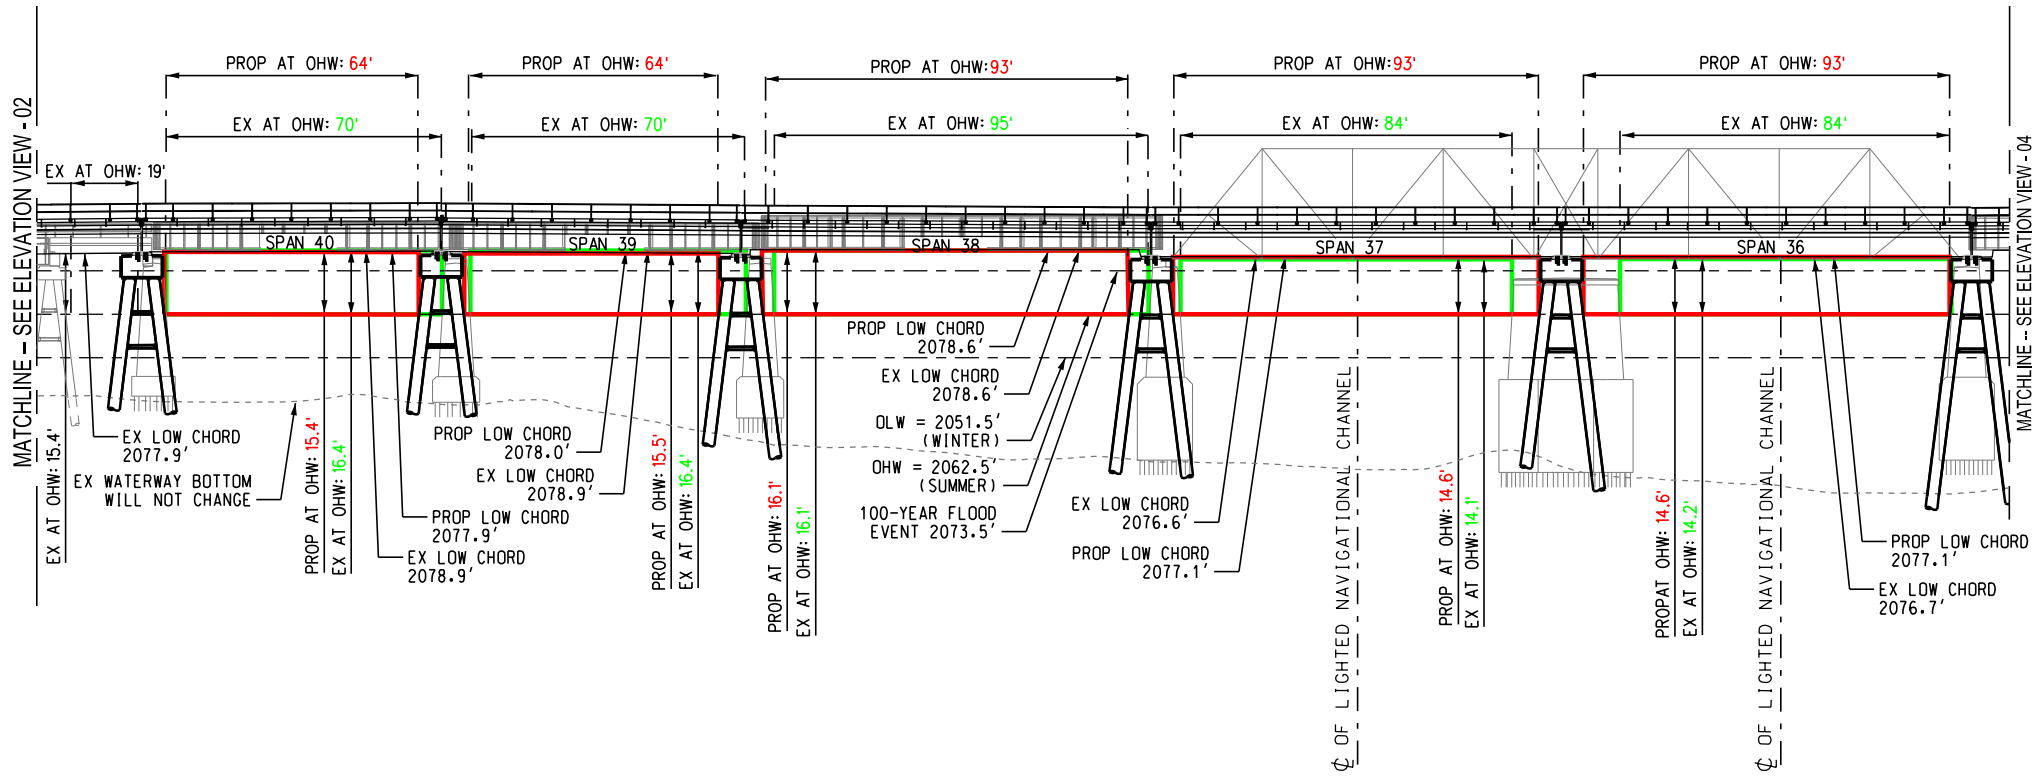 PROP AT OHW: 64'
PROP AT OHW: 64'
PROP AT OHW: 93'
PROP AT OHW: 93'
PROP AT OHW: 93'
EX AT OHW: 70'
EX AT OHW: 70'
EX AT OHW: 95'
EX AT OHW: 84'
EX AT OHW: 84'
EX AT OHW: 19'
MATCHLINE - SEE ELEVATION VIEW - 02
MATCHLINE - SEE ELEVATION VIEW - 04
SPAN 40
SPAN 39
SPAN 38
SPAN 37
SPAN 36
EX AT OHW: 15.4'
EX LOW CHORD
2077.9'
EX WATERWAY BOTTOM
WILL NOT CHANGE
PROP AT OHW: 15.4'
EX AT OHW: 16.4'
PROP LOW CHORD
2077.9'
EX LOW CHORD
2078.9'
PROP LOW CHORD
2078.0'
EX LOW CHORD
2078.9'
PROP AT OHW: 15.5'
EX AT OHW: 16.4'
PROP AT OHW: 16.1'
EX AT OHW: 16.1'
PROP LOW CHORD
2078.6'
EX LOW CHORD
2078.6'
OLW = 2051.5'
(WINTER)
OHW = 2062.5'
(SUMMER)
100-YEAR FLOOD
EVENT 2073.5'
EX LOW CHORD
2076.6'
PROP LOW CHORD
2077.1'
℄ OF LIGHTED NAVIGATIONAL CHANNEL
PROP AT OHW: 14.6'
EX AT OHW: 14.1'
PROPAT OHW: 14.6'
EX AT OHW: 14.2'
℄ OF LIGHTED NAVIGATIONAL CHANNEL
PROP LOW CHORD
2077.1'
EX LOW CHORD
2076.7'